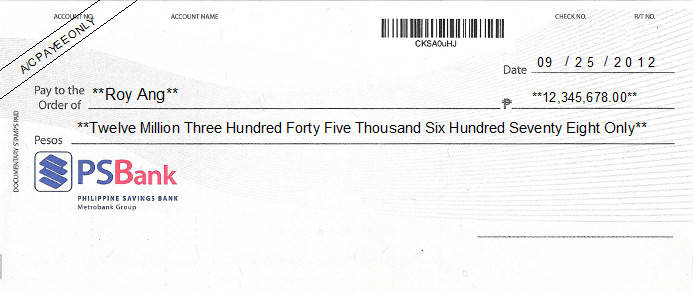 ACCOUNT NO. ACCOUNT NAME CHECK NO. R/T NO.
A/C PAYEE ONLY
CKSA0uHJ
Date 09 / 25 / 2012
Pay to the Order of **Roy Ang** ₱ **12,345,678.00**
**Twelve Million Three Hundred Forty Five Thousand Six Hundred Seventy Eight Only**
Pesos
DOCUMENTARY STAMPS PAID
PSBank
PHILIPPINE SAVINGS BANK
Metrobank Group